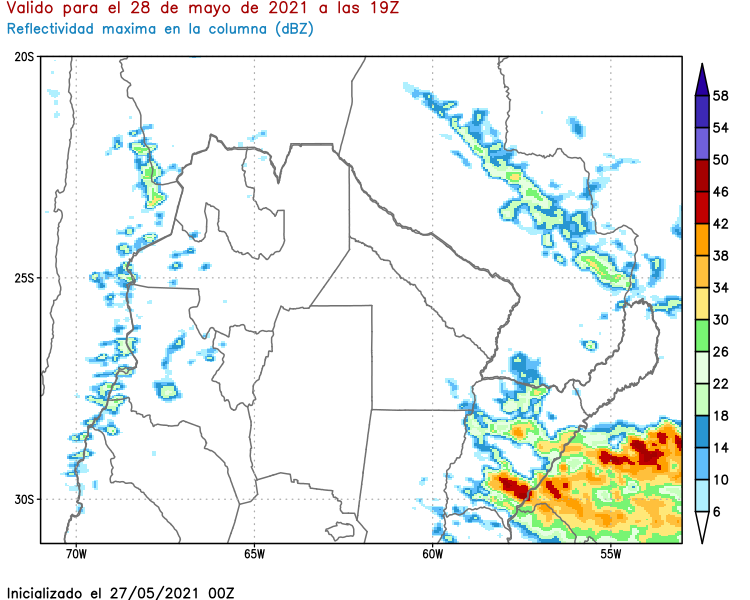 Valido para el 28 de mayo de 2021 a las 19Z
Reflectividad maxima en la columna (dBZ)
20S
25S
30S
70W
65W
60W
55W
58
54
50
46
42
38
34
30
26
22
18
14
10
6
Inicializado el 27/05/2021 00Z